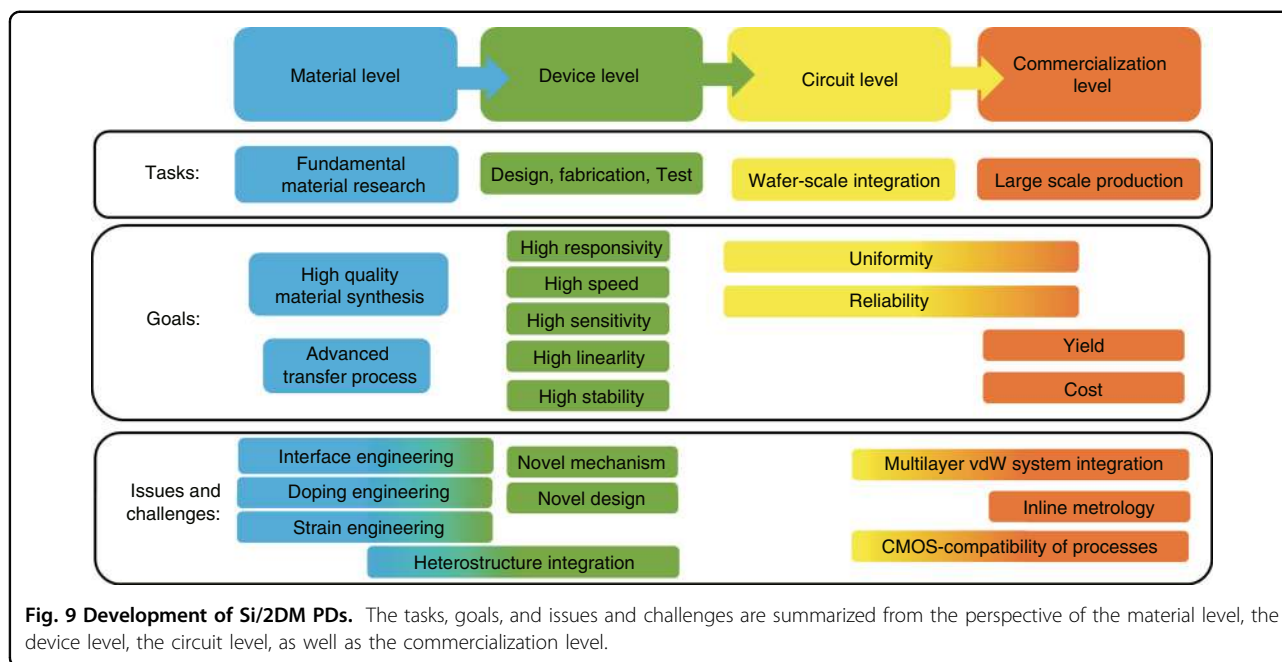 Material level
Device level
Circuit level
Commercialization
level
Tasks:
Fundamental
material research
Design, fabrication, Test
Wafer-scale integration
Large scale production
Goals:
High quality
material synthesis
Advanced
transfer process
High responsivity
High speed
High sensitivity
High linearlity
High stability
Uniformity
Reliability
Yield
Cost
Issues and
challenges:
Interface engineering
Doping engineering
Strain engineering
Heterostructure integration
Novel mechanism
Novel design
Multilayer vdW system integration
Inline metrology
CMOS-compatibility of processes
Fig. 9 Development of Si/2DM PDs. The tasks, goals, and issues and challenges are summarized from the perspective of the material level, the
device level, the circuit level, as well as the commercialization level.